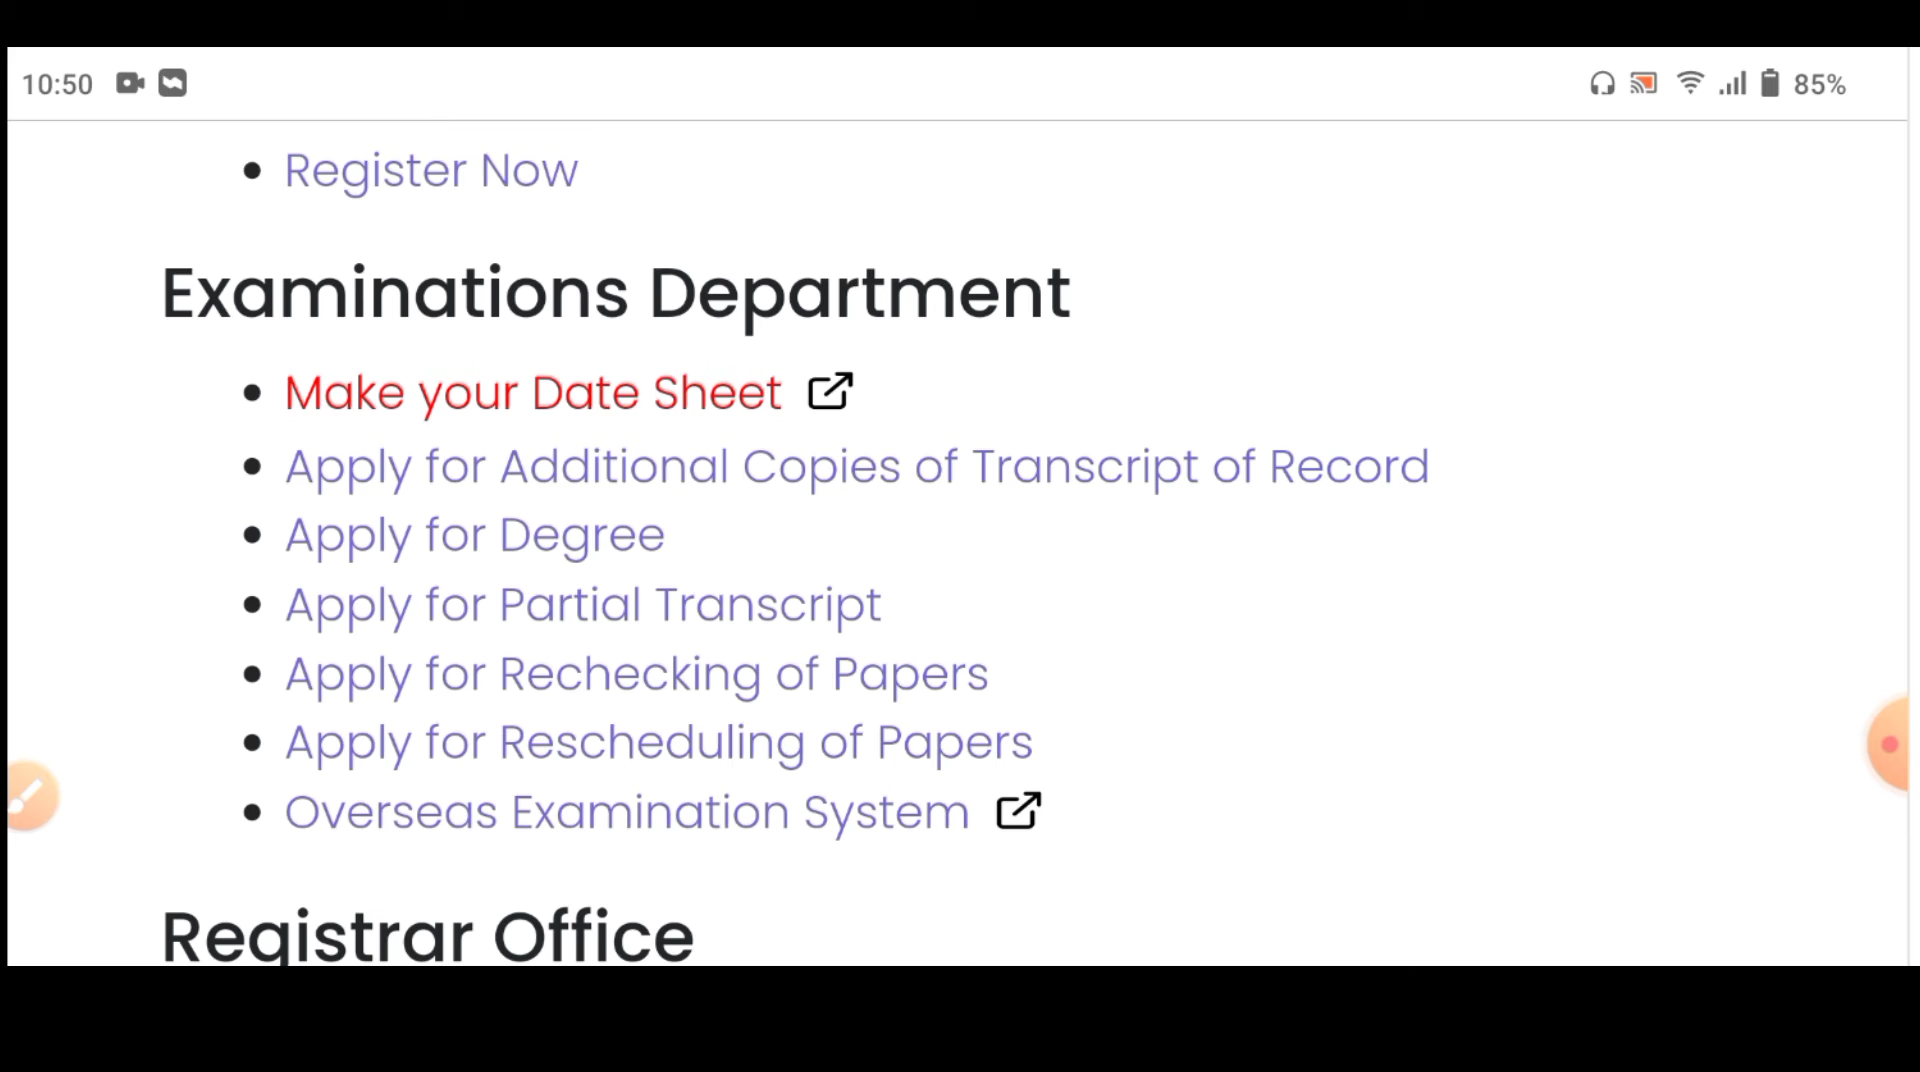 10:50
85%
Register Now
Examinations Department
Make your Date Sheet
Apply for Additional Copies of Transcript of Record
Apply for Degree
Apply for Partial Transcript
Apply for Rechecking of Papers
Apply for Rescheduling of Papers
Overseas Examination System
Registrar Office